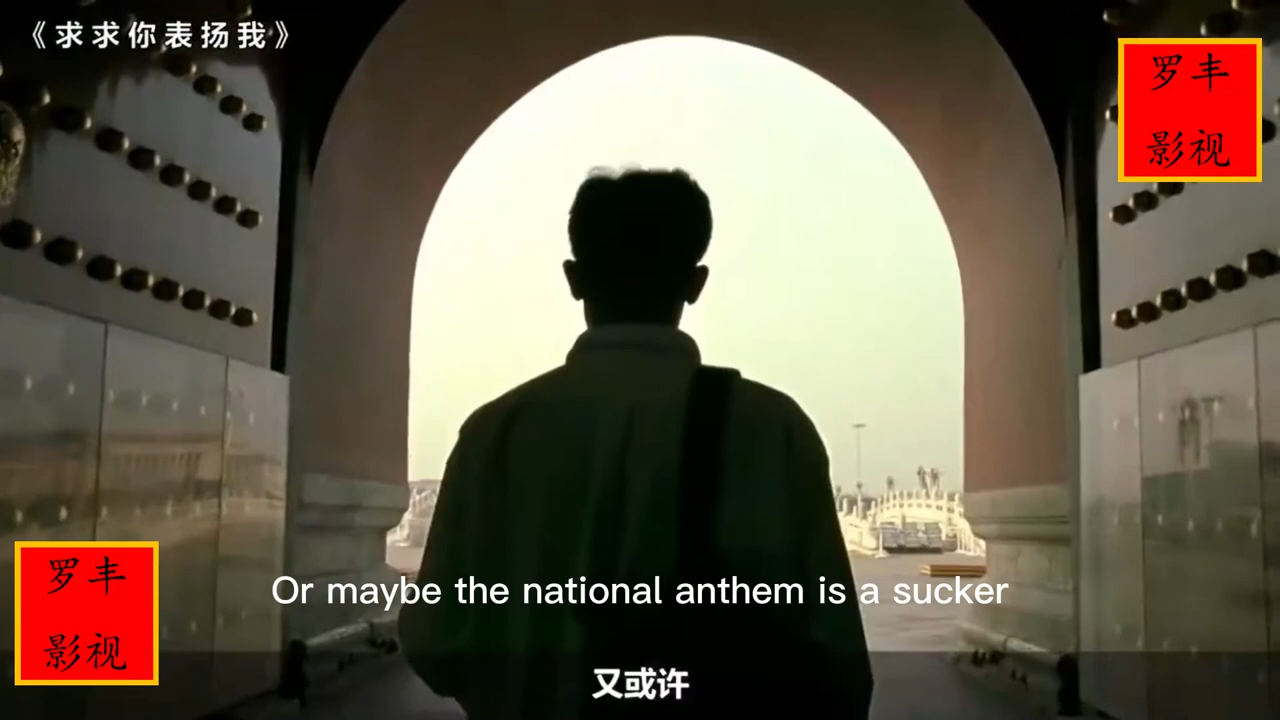 《求求你表扬我》
罗丰
影视
罗丰
影视
Or maybe the national anthem is a sucker
又或许